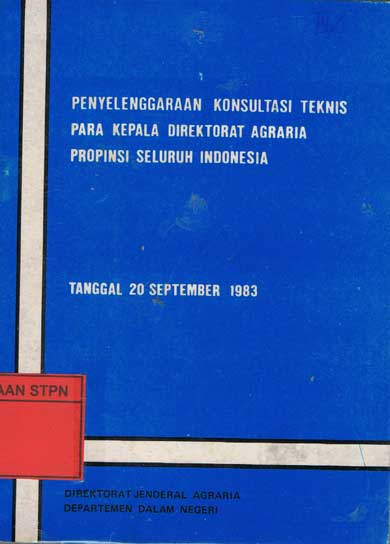 PENYELENGGARAAN KONSULTASI TEKNIS
PARA KEPALA DIREKTORAT AGRARIA
PROPINSI SELURUH INDONESIA
TANGGAL 20 SEPTEMBER 1983
AAN STPN
DIREKTORAT JENDERAL AGRARIA
DEPARTEMEN DALAM NEGERI